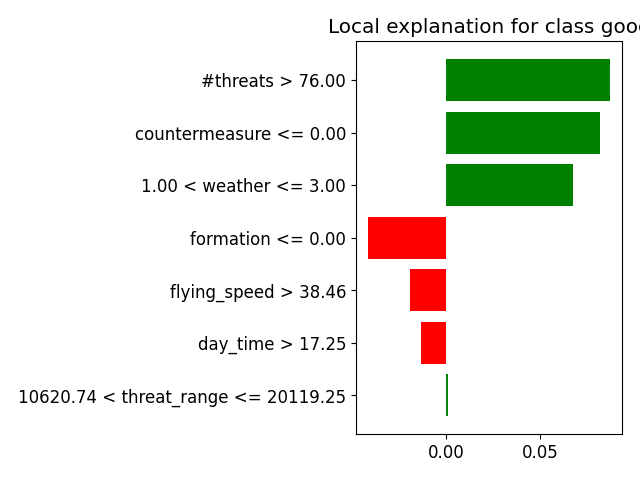 Local explanation for class goo
#threats > 76.00
countermeasure <= 0.00
1.00 < weather <= 3.00
formation <= 0.00
flying_speed > 38.46
day_time > 17.25
10620.74 < threat_range <= 20119.25
0.00 0.05